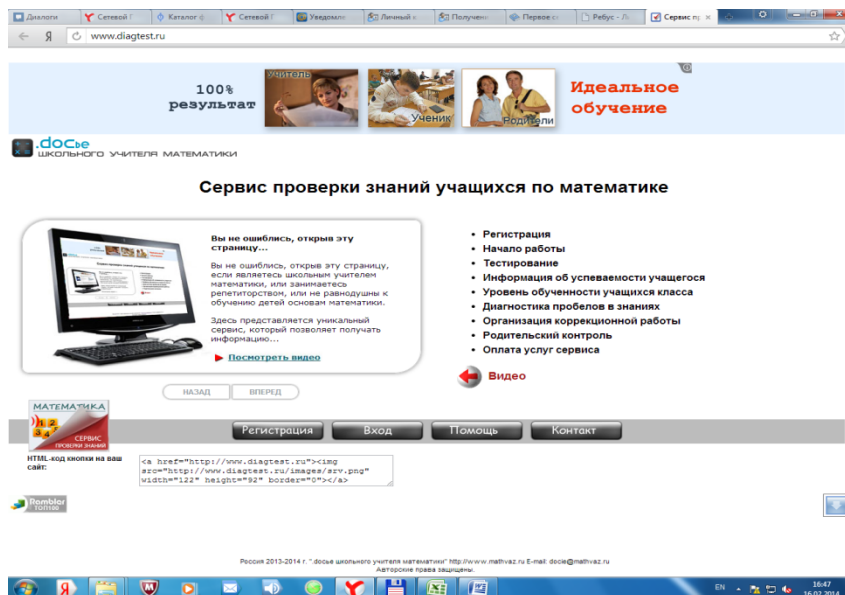 Диалоги
Сетевой Г
Каталог ф
Сетевой Г
Уведомле
Личный к
Получено
Первое с
Ребус - Л
Сервис пр
www.diagtest.ru
100%
результат
Учитель
Ученик
Родители
Идеальное
обучение
.docье
ШКОЛЬНОГО УЧИТЕЛЯ МАТЕМАТИКИ
Сервис проверки знаний учащихся по математике
Вы не ошиблись, открыв эту
страницу...
Вы не ошиблись, открыв эту страницу,
если являетесь школьным учителем
математики, или занимаетесь
репетиторством, или не равнодушны к
обучению детей основам математики.
Здесь представляется уникальный
сервис, который позволяет получать
информацию...
Посмотреть видео
НАЗАД
ВПЕРЕД
• Регистрация
• Начало работы
• Тестирование
• Информация об успеваемости учащегося
• Уровень обученности учащихся класса
• Диагностика пробелов в знаниях
• Организация коррекционной работы
• Родительский контроль
• Оплата услуг сервиса
Видео
МАТЕМАТИКА
СЕРВИС
ПРОВЕРКИ ЗНАНИЙ
Регистрация
Вход
Помощь
Контакт
HTML-код кнопки на ваш
сайт:
<a href="http://www.diagtest.ru"><img
src="http://www.diagtest.ru/images/srv.png"
width="122" height="92" border="0"></a>
Rambler
TOП100
Россия 2013-2014 г. ".досье школьного учителя математики" http://www.mathvaz.ru E-mail: docie@mathvaz.ru
Авторские права защищены.
EN
16:47
16.02.2014